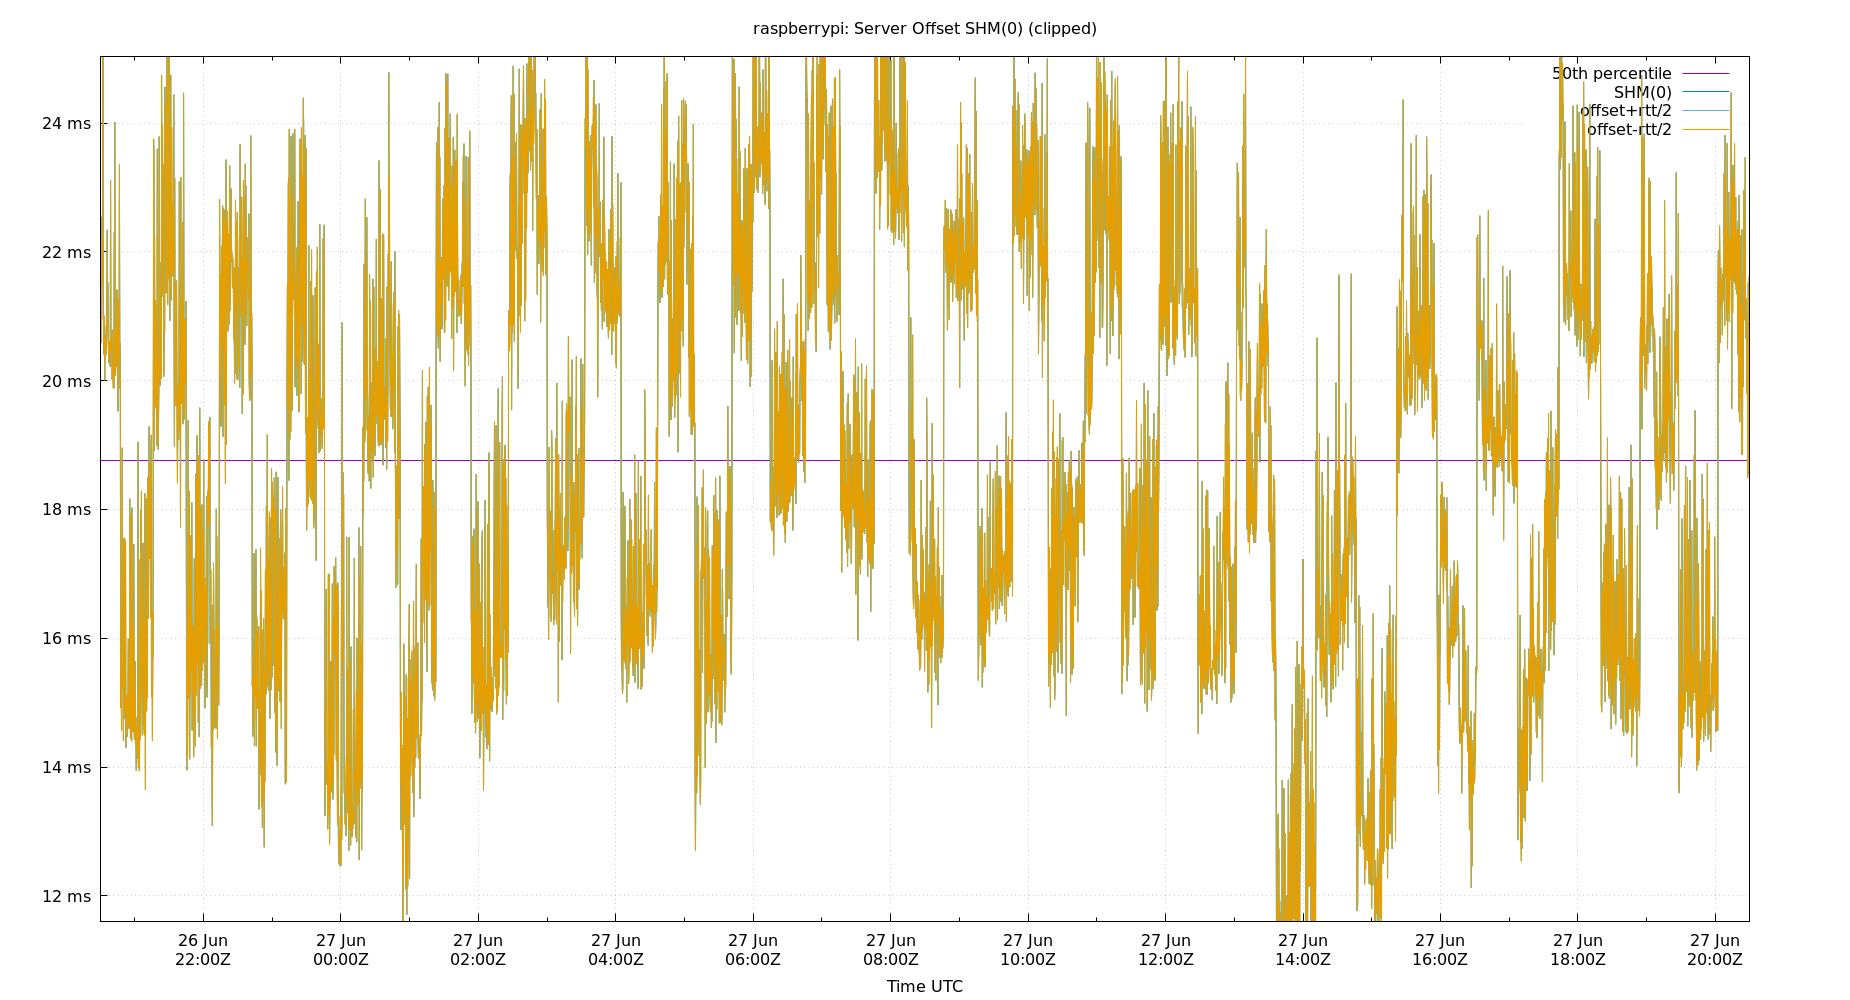 raspberrypi: Server Offset SHM(0) (clipped)
50th percentile
SHM(0)
offset+rtt/2
offset-rtt/2
24 ms
22 ms
20 ms
18 ms
16 ms
14 ms
12 ms
26 Jun 27 Jun 27 Jun 27 Jun 27 Jun 27 Jun 27 Jun 27 Jun 27 Jun 27 Jun 27 Jun 27 Jun
22:00Z 00:00Z 02:00Z 04:00Z 06:00Z 08:00Z 10:00Z 12:00Z 14:00Z 16:00Z 18:00Z 20:00Z
Time UTC